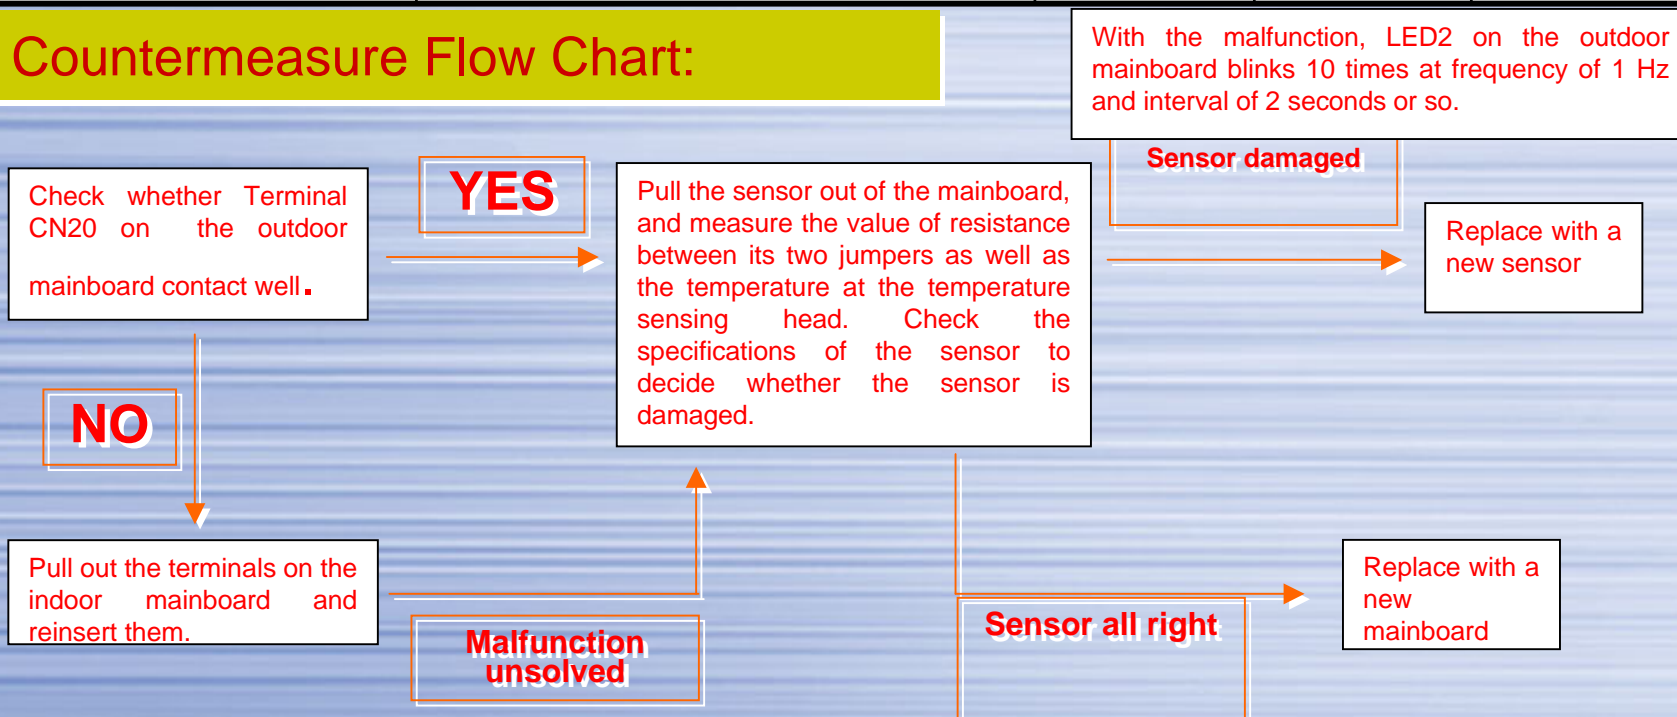 Countermeasure Flow Chart:
With the malfunction, LED2 on the outdoor
mainboard blinks 10 times at frequency of 1 Hz
and interval of 2 seconds or so.
Check whether Terminal
CN20 on the outdoor
mainboard contact well.
YES
Pull the sensor out of the mainboard,
and measure the value of resistance
between its two jumpers as well as
the temperature at the temperature
sensing head. Check the
specifications of the sensor to
decide whether the sensor is
damaged.
Sensor damaged
Replace with a
new sensor
NO
Pull out the terminals on the
indoor mainboard and
reinsert them.
Malfunction
unsolved
Sensor all right
Replace with a
new
mainboard